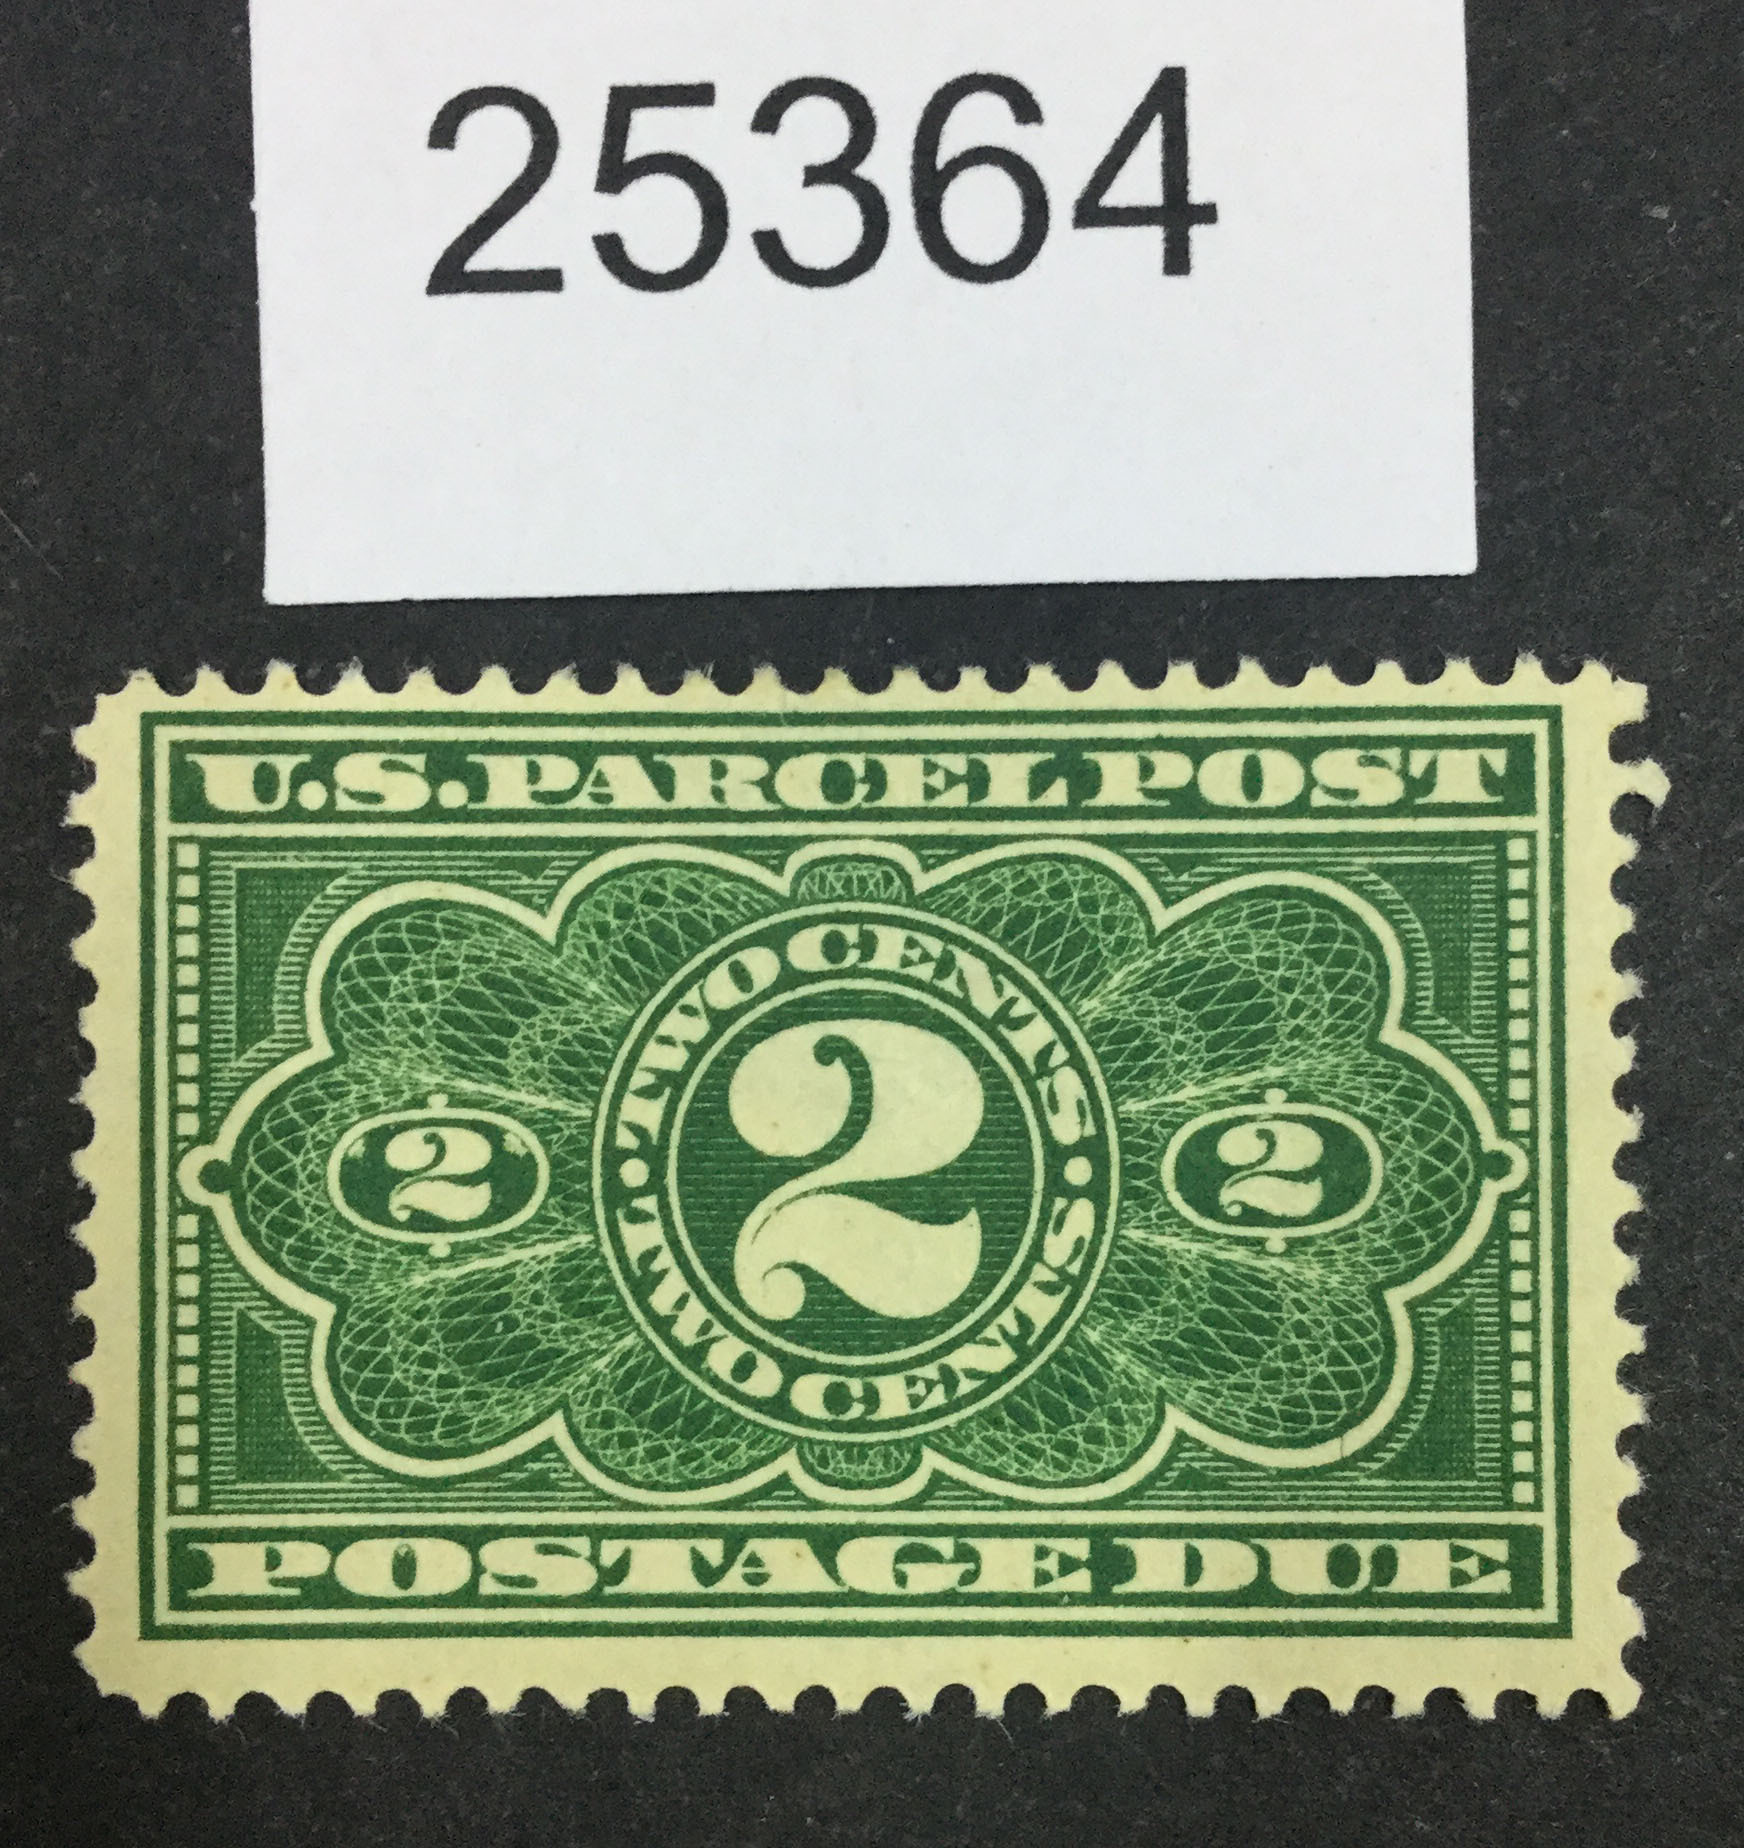 25364
U.S. PARCEL POST
· TWO CENTS ·
2
2
2
TWO CENTS
POSTAGE DUE